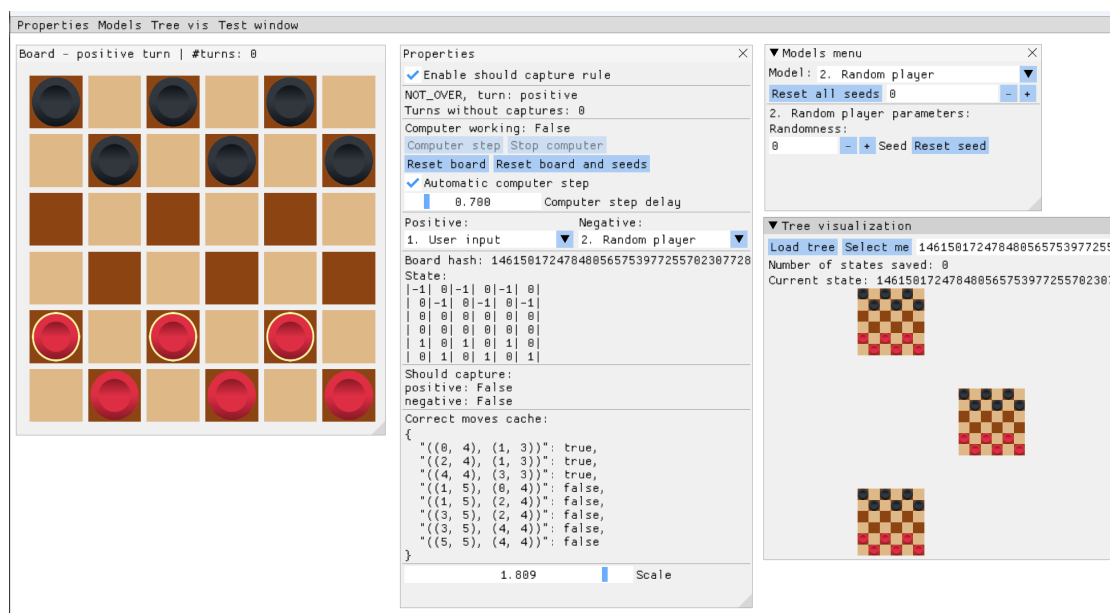 Properties Models Tree vis Test window
Board - positive turn | #turns: 0
Properties
Enable should capture rule
NOT_OVER, turn: positive
Turns without captures: 0
Computer working: False
Computer step Stop computer
Reset board Reset board and seeds
Automatic computer step
0.700 Computer step delay
Positive: Negative:
1. User input 2. Random player
Board hash: 146150172478480565753977255702307728
State:
|-1| 0|-1| 0|-1| 0|
| 0|-1| 0|-1| 0|-1|
| 0| 0| 0| 0| 0| 0|
| 0| 0| 0| 0| 0| 0|
| 1| 0| 1| 0| 1| 0|
| 0| 1| 0| 1| 0| 1|
Should capture:
positive: False
negative: False
Correct moves cache:
{
"((0, 4), (1, 3))": true,
"((2, 4), (1, 3))": true,
"((4, 4), (3, 3))": true,
"((1, 5), (0, 4))": false,
"((1, 5), (2, 4))": false,
"((3, 5), (2, 4))": false,
"((3, 5), (4, 4))": false,
"((5, 5), (4, 4))": false
}
1.809 Scale
Models menu
Model: 2. Random player
Reset all seeds 0 - +
2. Random player parameters:
Randomness:
0 - + Seed Reset seed
Tree visualization
Load tree Select me 14615017247848056575397725
Number of states saved: 0
Current state: 146150172478480565753977255702307